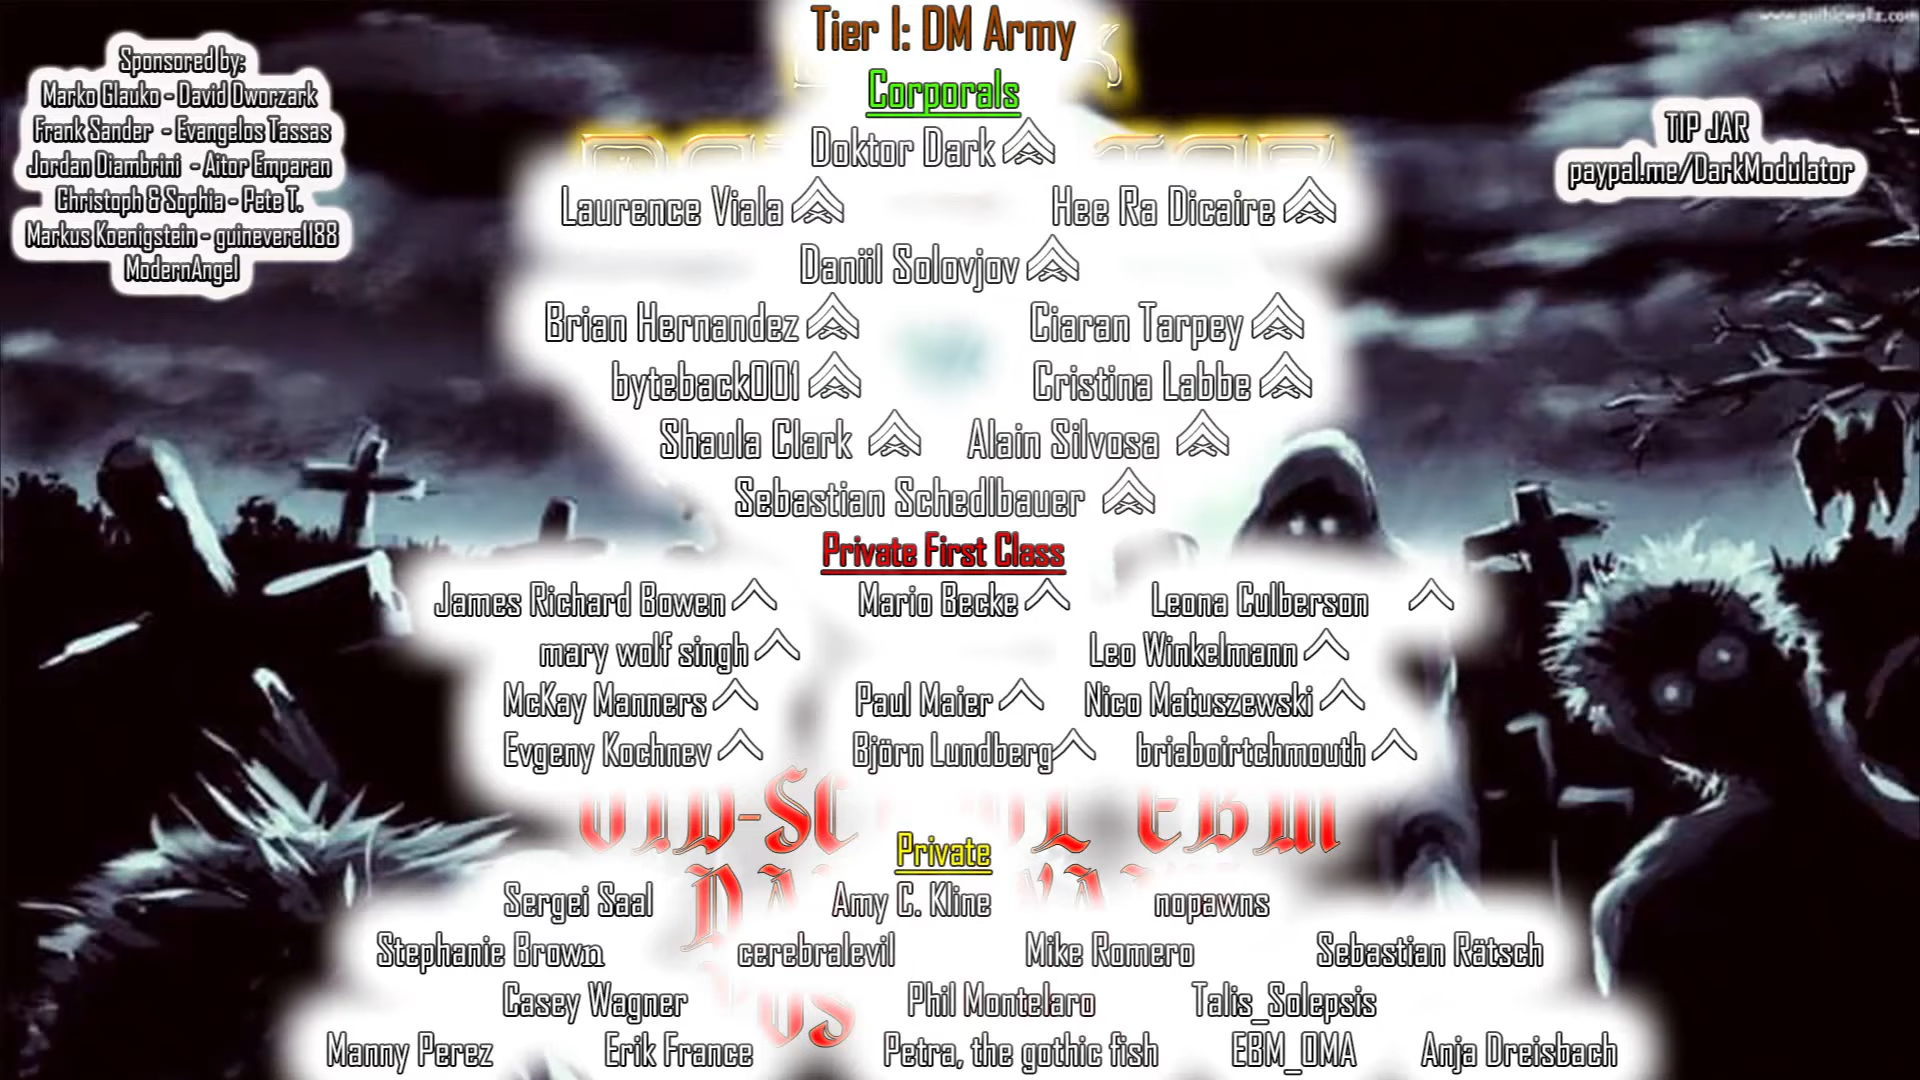 www.gothicwallz.com
Tier I: DM Army
Corporals
Doktor Dark
Laurence Viala Hee Ra Dicaire
Daniil Solovjov
Brian Hernandez Ciaran Tarpey
byteback001 Cristina Labbe
Shaula Clark Alain Silvosa
Sebastian Schedlbauer
Private First Class
James Richard Bowen Mario Becke Leona Culberson
mary wolf singh Leo Winkelmann
McKay Manners Paul Maier Nico Matuszewski
Evgeny Kochnev Björn Lundberg briaboirtchmouth
Private
Sergei Saal Amy C. Kline nopawns
Stephanie Brown cerebralevil Mike Romero Sebastian Rätsch
Casey Wagner Phil Montelaro Talis_Solepsis
Manny Perez Erik France Petra, the gothic fish EBM_OMA Anja Dreisbach
Sponsored by:
Marko Glauko - David Dworzark
Frank Sander - Evangelos Tassas
Jordan Diambrini - Aitor Emparan
Christoph & Sophia - Pete T.
Markus Koenigstein - guinevere1188
ModernAngel
TIP JAR
paypal.me/DarkModulator
EBM